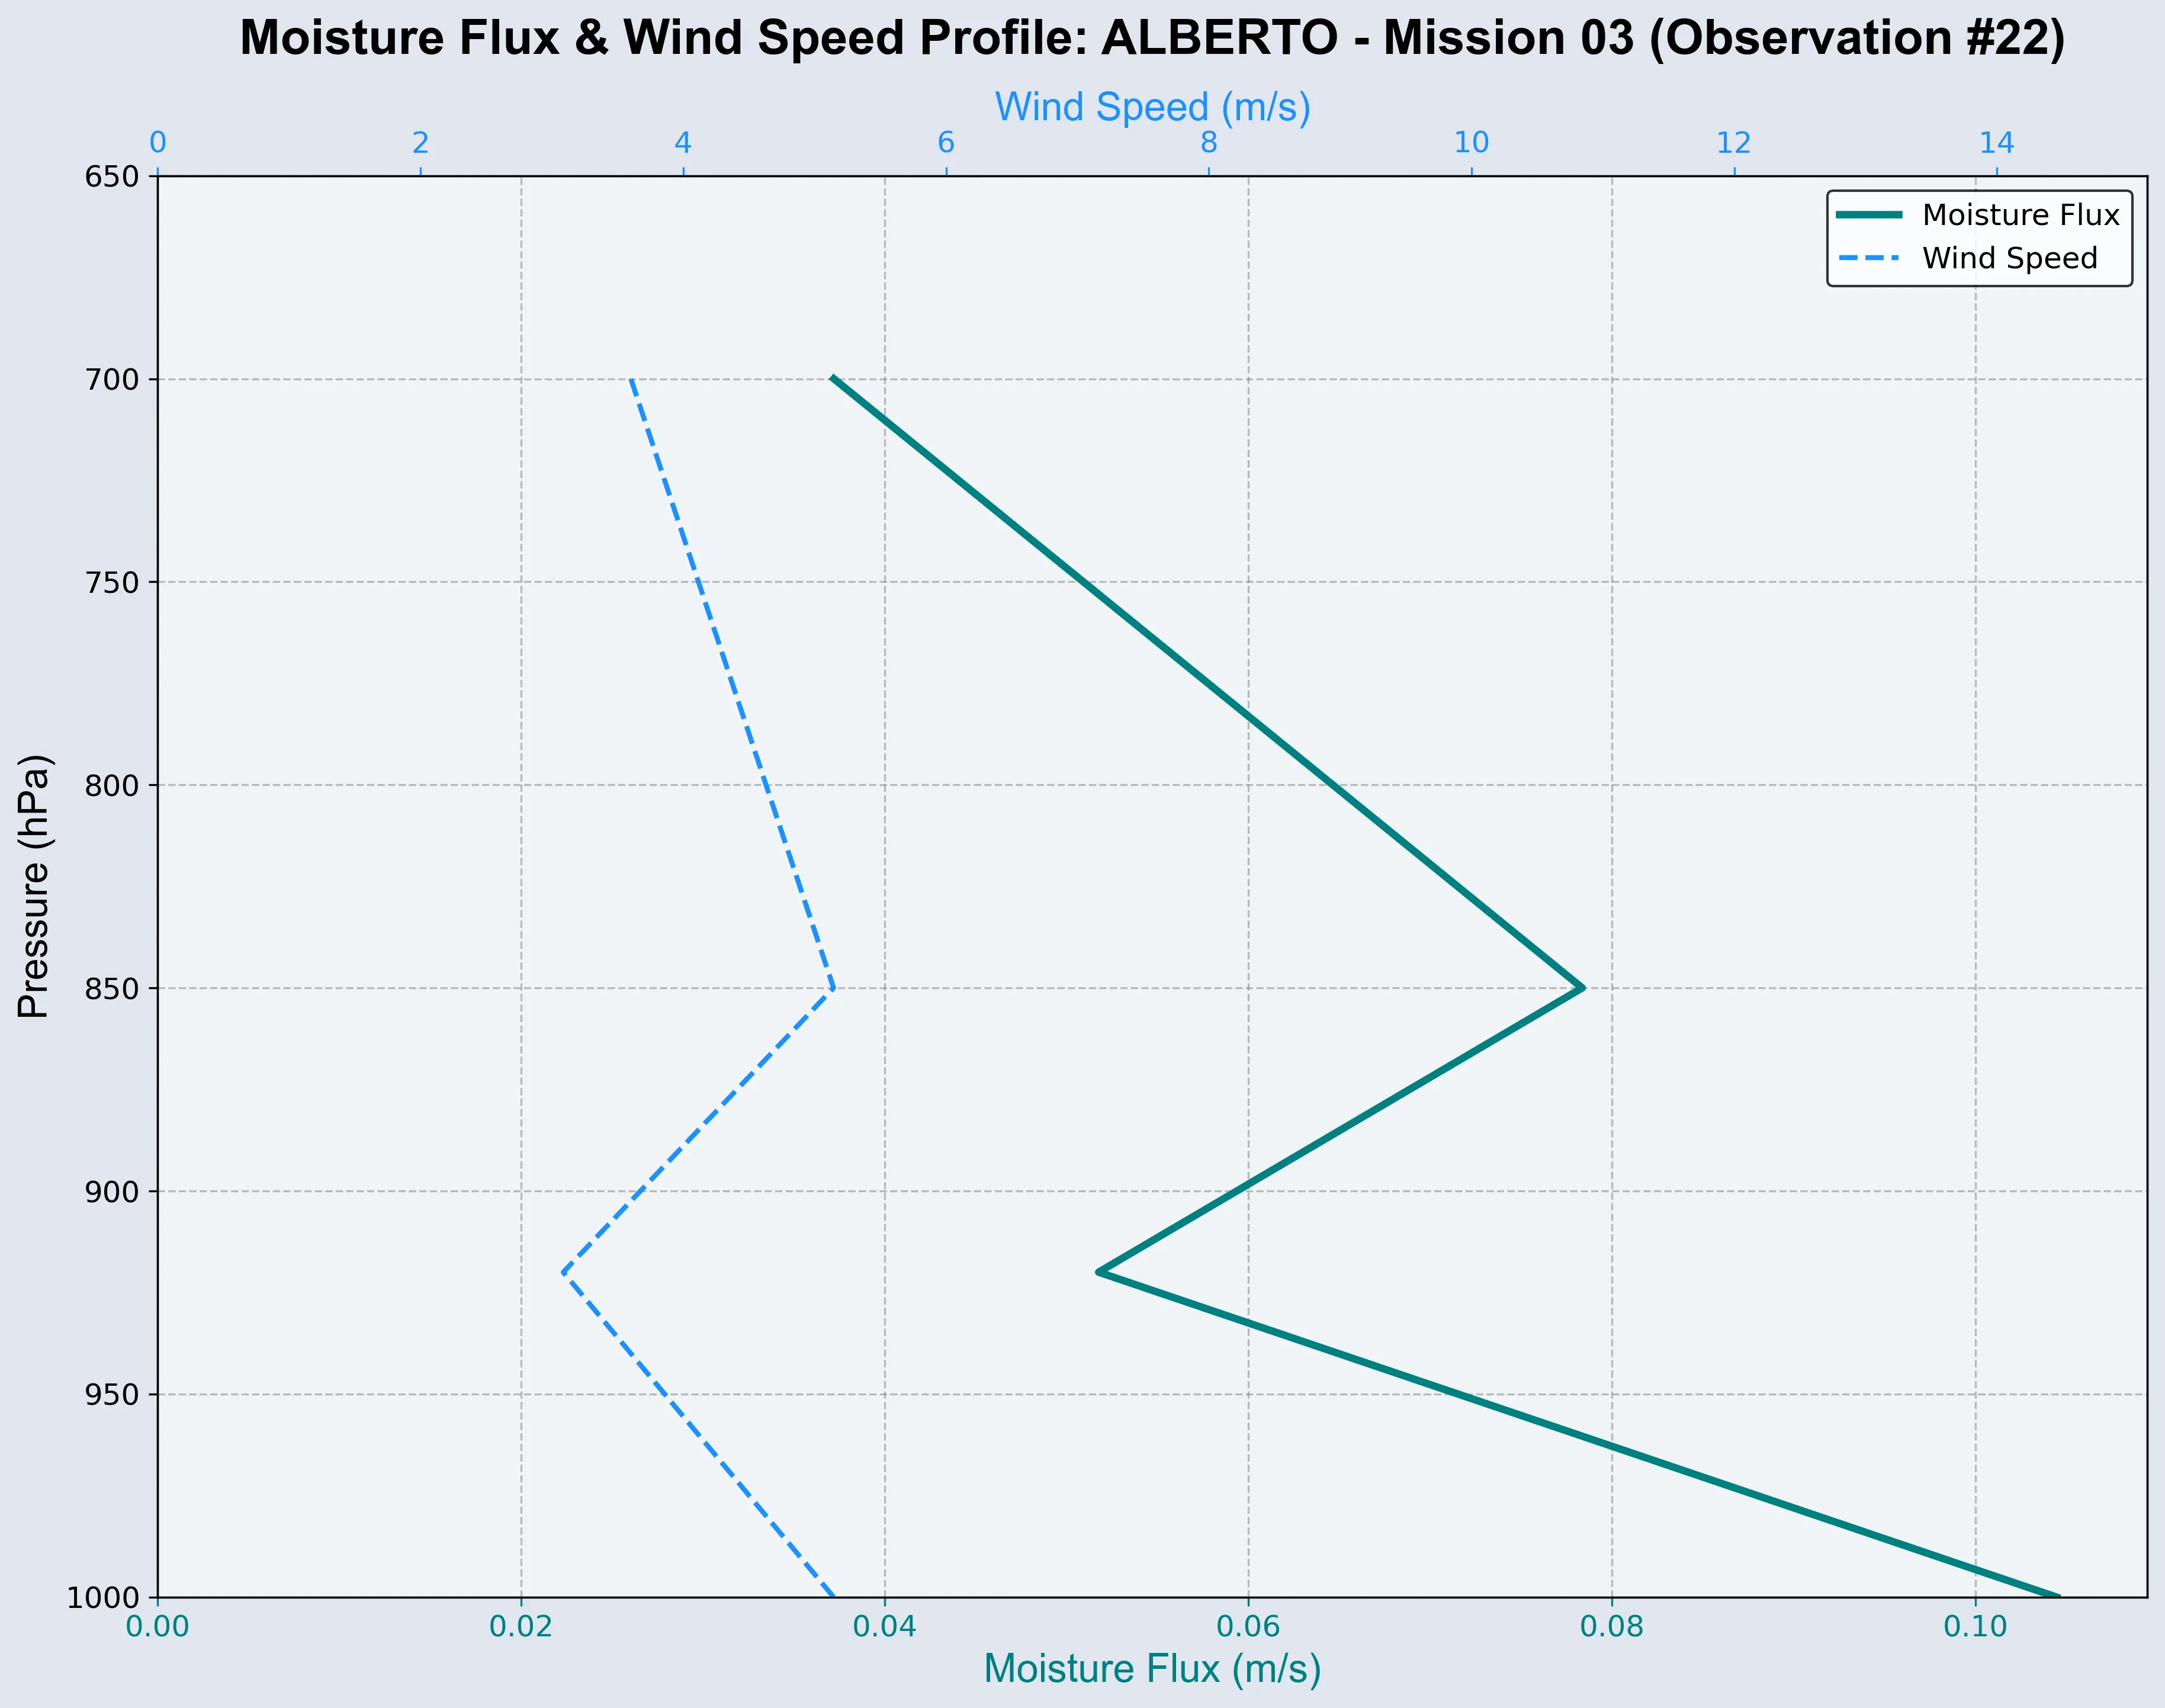 Moisture Flux & Wind Speed Profile: ALBERTO - Mission 03 (Observation #22)
Wind Speed (m/s)
0 2 4 6 8 10 12 14
Moisture Flux
Wind Speed
Pressure (hPa)
650
700
750
800
850
900
950
1000
0.00 0.02 0.04 0.06 0.08 0.10
Moisture Flux (m/s)